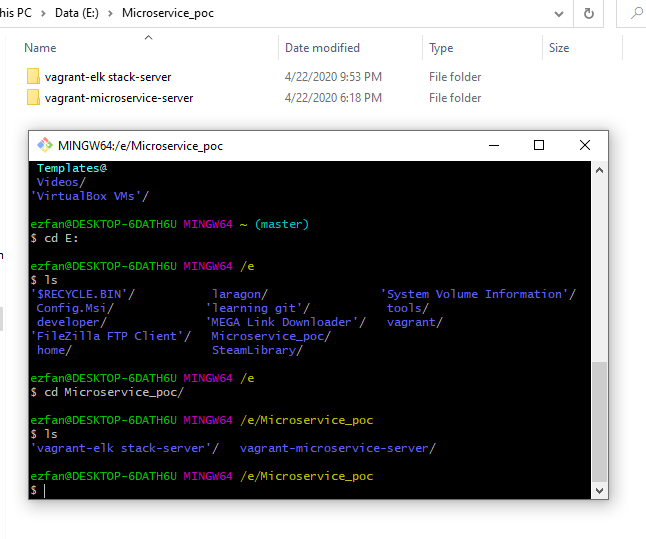 his PC > Data (E:) > Microservice_poc
Name Date modified Type Size
vagrant-elk stack-server 4/22/2020 9:53 PM File folder
vagrant-microservice-server 4/22/2020 6:18 PM File folder
MINGW64:/e/Microservice_poc
Templates@
Videos/
'VirtualBox VMs'/
ezfan@DESKTOP-6DATH6U MINGW64 ~ (master)
$ cd E:
ezfan@DESKTOP-6DATH6U MINGW64 /e
$ ls
'$RECYCLE.BIN'/ laragon/ 'System Volume Information'/
Config.Msi/ 'learning git'/ tools/
developer/ 'MEGA Link Downloader'/ vagrant/
'FileZilla FTP Client'/ Microservice_poc/
home/ SteamLibrary/
ezfan@DESKTOP-6DATH6U MINGW64 /e
$ cd Microservice_poc/
ezfan@DESKTOP-6DATH6U MINGW64 /e/Microservice_poc
$ ls
'vagrant-elk stack-server'/ vagrant-microservice-server/
ezfan@DESKTOP-6DATH6U MINGW64 /e/Microservice_poc
$